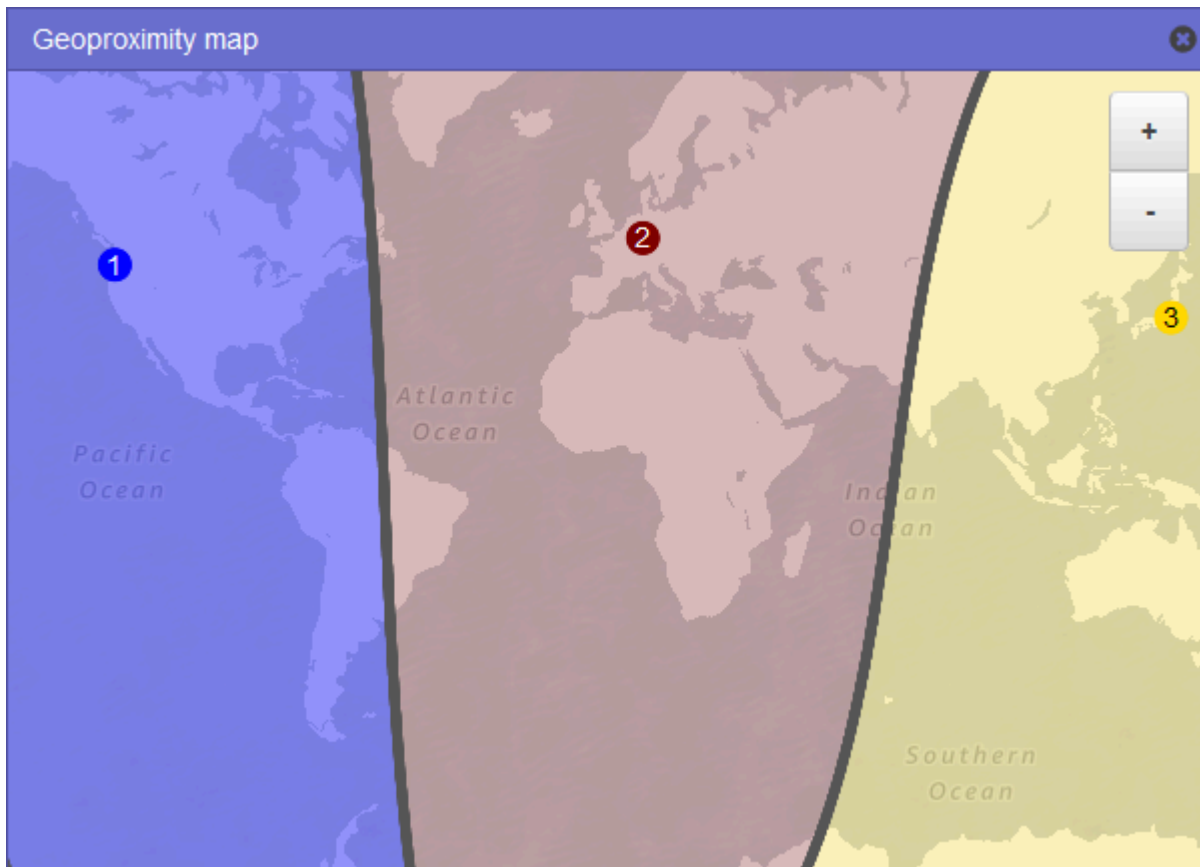 Geoproximity map
+
-
2
1
3
Atlantic
Ocean
Pacific
Ocean
Indian
Ocean
Southern
Ocean